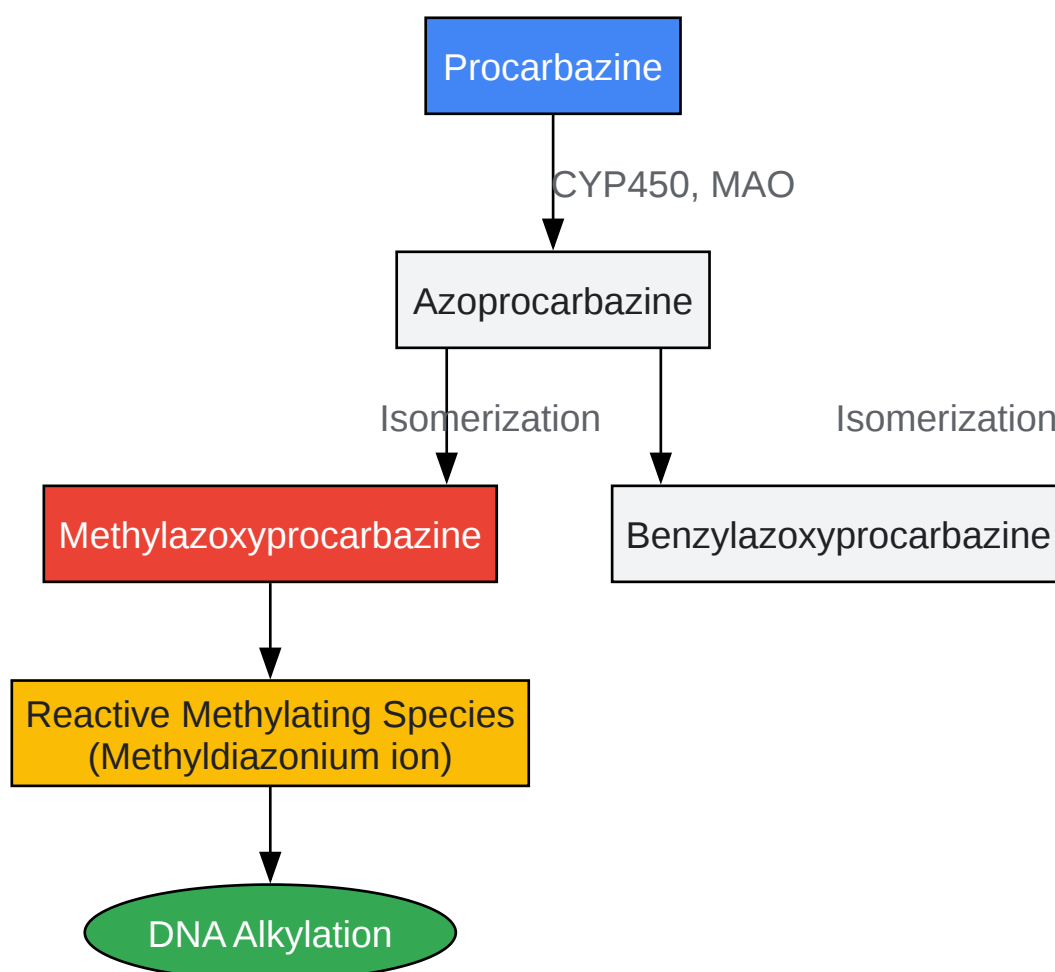 Procarbazine
CYP450, MAO
Azoprocarbazine
Isomerization
Isomerization
Methylazoxyprocarbazine
Benzylazoxyprocarbazine
Reactive Methylating Species
(Methyldiazonium ion)
DNA Alkylation